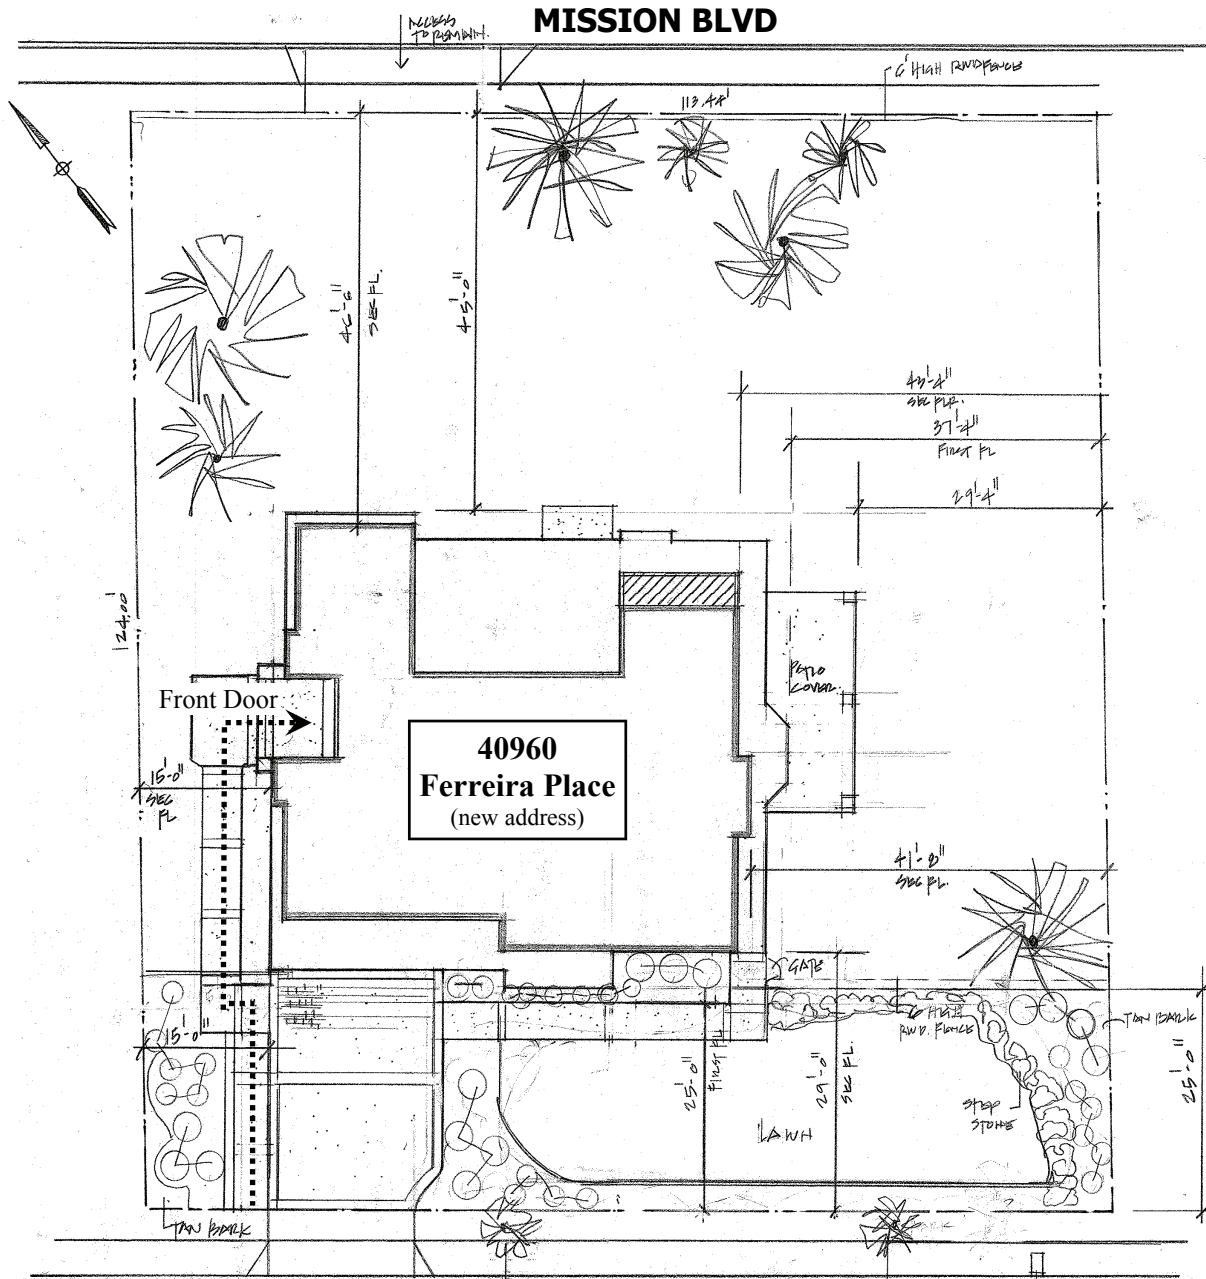 MISSION BLVD
ACCESS
TO REMAIN.
6' HIGH RWD FENCE
113.44'
46'-6"
SEC FL.
45'-0"
43'-4"
SEC FLR.
37'-4"
FIRST FL
29'-4"
124.00'
PATIO
COVER.
Front Door
40960
Ferreira Place
(new address)
15'-0"
SEC
FL
41'-8"
SEC FL.
GATE
6' HIGH
RWD. FENCE
TAN BARK
15'-0"
25'-0"
FIRST FLR
29'-0"
SEC FL.
25'-0"
STEP
STONE
LAWN
TAN BARK